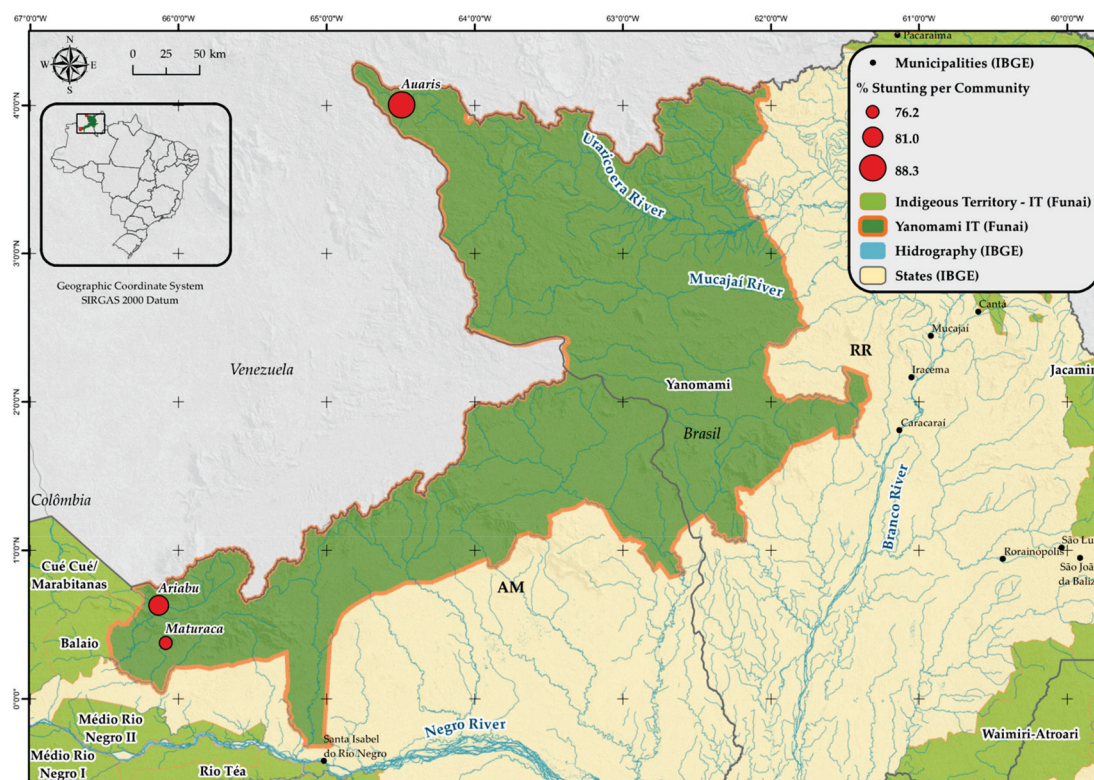 67°0'0"W
66°0'0"W
65°0'0"W
64°0'0"W
63°0'0"W
62°0'0"W
61°0'0"W
60°0'0"W
N
W
E
S
0 25 50 km
Geographic Coordinate System
SIRGAS 2000 Datum
4°0'0"N
3°0'0"N
2°0'0"N
1°0'0"N
0°0'0"
Pacaraima
Municipalities (IBGE)
% Stunting per Community
76.2
81.0
88.3
Indigeous Territory - IT (Funai)
Yanomami IT (Funai)
Hidrography (IBGE)
States (IBGE)
Auaris
Uraricoera River
Mucajaí River
Cantá
Mucajaí
RR
Iracema
Jacamim
Venezuela
Yanomami
Caracaraí
Brasil
Branco River
Colômbia
São Lu
Rorainópolis
São Joã
da Baliz
Cué Cué/
Marabitanas
Ariabu
AM
Maturaca
Balaio
Médio Rio
Negro II
Negro River
Santa Isabel
do Rio Negro
Waimiri-Atroari
Médio Rio
Negro I
Rio Téa